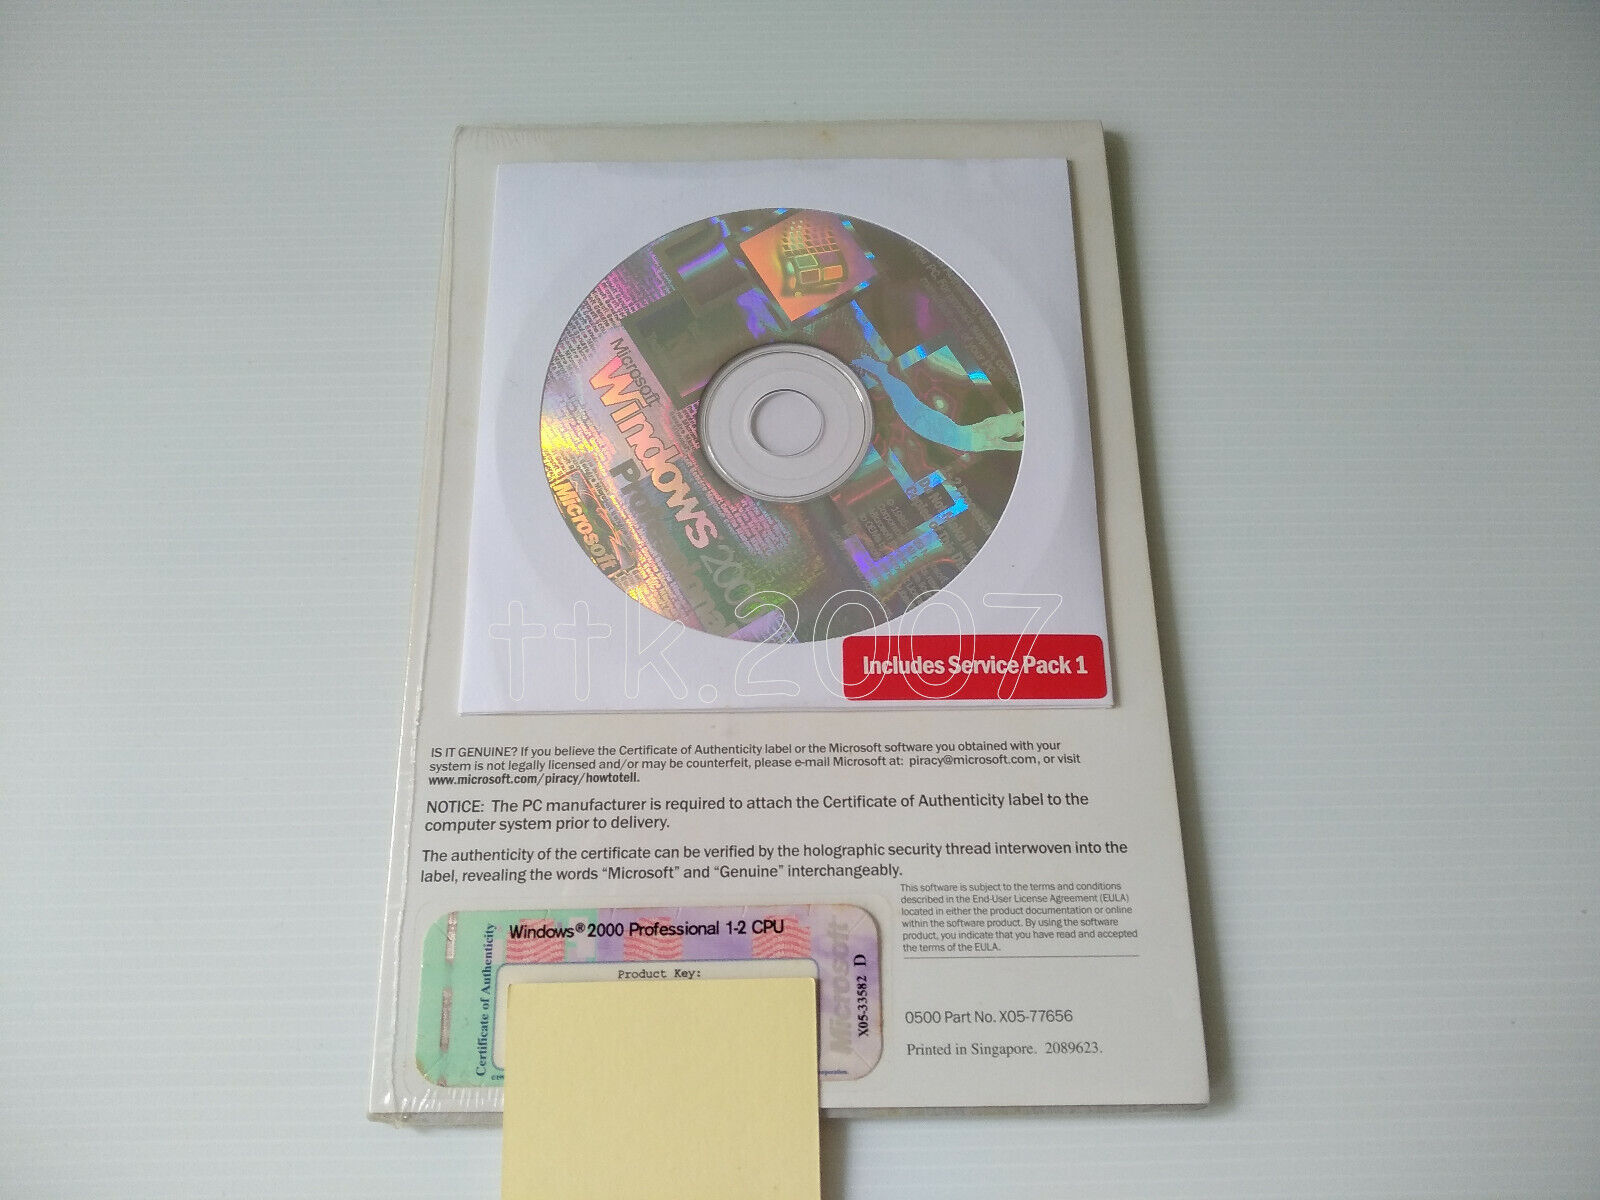 Microsoft
Windows 2000
Professional
Microsoft
ttk.2007
Includes Service Pack 1
IS IT GENUINE? If you believe the Certificate of Authenticity label or the Microsoft software you obtained with your
system is not legally licensed and/or may be counterfeit, please e-mail Microsoft at: piracy@microsoft.com, or visit
www.microsoft.com/piracy/howtotell.
NOTICE: The PC manufacturer is required to attach the Certificate of Authenticity label to the
computer system prior to delivery.
The authenticity of the certificate can be verified by the holographic security thread interwoven into the
label, revealing the words “Microsoft” and “Genuine” interchangeably.
This software is subject to the terms and conditions
described in the End-User License Agreement (EULA)
located in either the product documentation or online
within the software product. By using the software
product, you indicate that you have read and accepted
the terms of the EULA.
Certificate of Authenticity
Windows® 2000 Professional 1-2 CPU
Product Key:
Microsoft
X05-33582 D
0500 Part No. X05-77656
Printed in Singapore. 2089623.